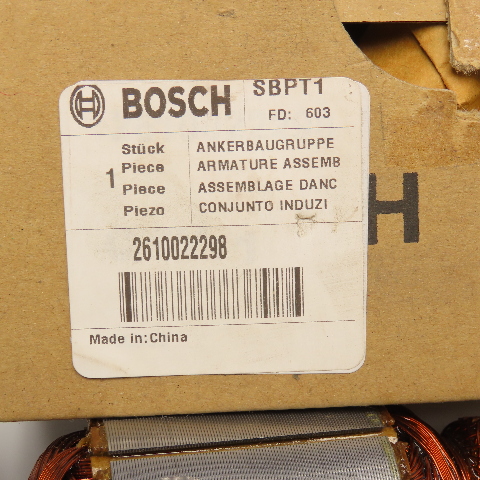 BOSCH SBPT1
FD: 603
Stück ANKERBAUGRUPPE
1 Piece ARMATURE ASSEMB
Piece ASSEMBLAGE DANC
Piezo CONJUNTO INDUZI
2610022298
Made in: China
H